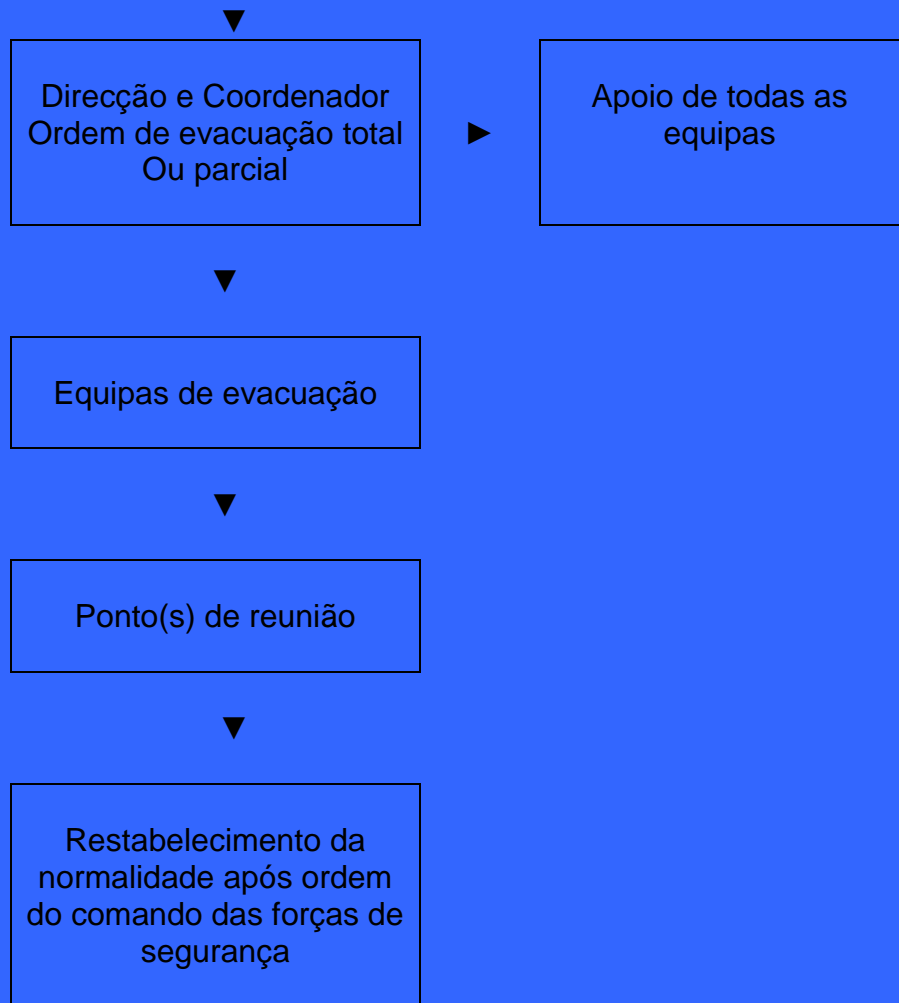 Direcção e Coordenador
Ordem de evacuação total
Ou parcial
Apoio de todas as
equipas
Equipas de evacuação
Ponto(s) de reunião
Restabelecimento da
normalidade após ordem
do comando das forças de
segurança